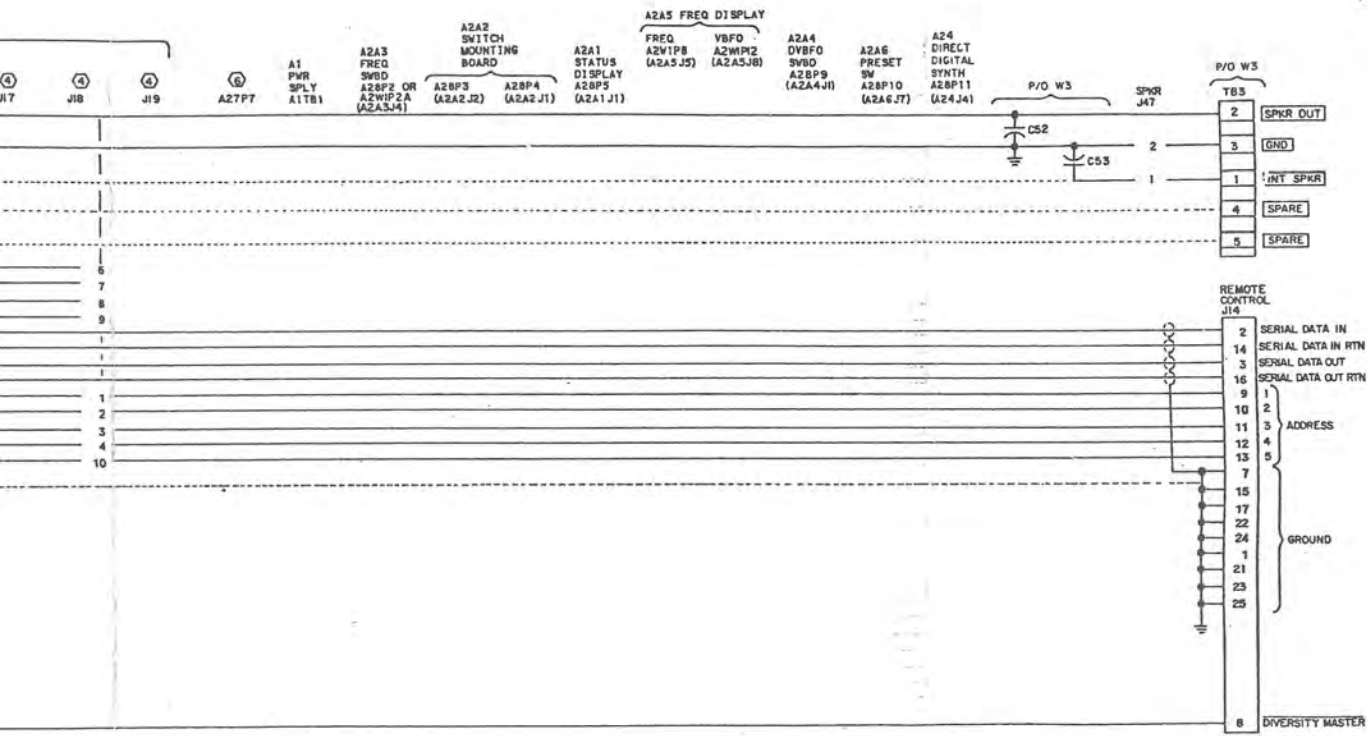 A2A5 FREQ DISPLAY
4
J17
4
J18
4
J19
6
A27P7
A1
PWR
SPLY
A1TB1
A2A3
FREQ
SWBD
A28P2 OR
A2W1P2A
(A2A3J4)
A2A2
SWITCH
MOUNTING
BOARD
A28P3
(A2A2J2)
A28P4
(A2A2J1)
A2A1
STATUS
DISPLAY
A28P5
(A2A1J1)
FREQ
A2W1P8
(A2A5J5)
VBFO
A2W1P12
(A2A5J8)
A2A4
DVBFO
SWBD
A28P9
(A2A4J1)
A2A6
PRESET
SW
A28P10
(A2A6J7)
A24
DIRECT
DIGITAL
SYNTH
A28P11
(A24J4)
P/O W3
SPKR
J47
P/O W3
TB3
2 SPKR OUT
C52
2 3 GND
C53
1 1 INT SPKR
4 SPARE
5 SPARE
6
7
8
9
REMOTE
CONTROL
J14
2 SERIAL DATA IN
14 SERIAL DATA IN RTN
3 SERIAL DATA OUT
16 SERIAL DATA OUT RTN
1 9 1
2 10 2
3 11 3 ADDRESS
4 12 4
10 13 5
7
15
17
22
24 GROUND
1
21
23
25
8 DIVERSITY MASTER